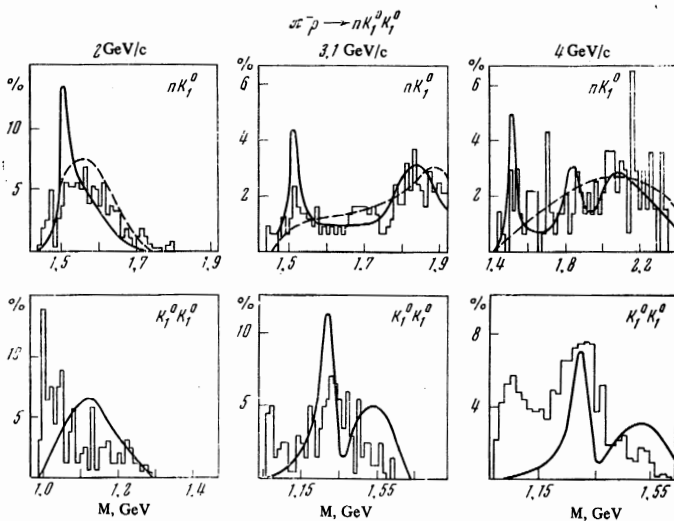 π⁻p → nK₁⁰K₁⁰
2 GeV/c 3,1 GeV/c 4 GeV/c
% nK₁⁰ % nK₁⁰ % nK₁⁰
10
5
1,5 1,7 1,9
6
4
2
1,5 1,7 1,9
6
4
2
1,4 1,8 2,2
% K₁⁰K₁⁰ % K₁⁰K₁⁰ % K₁⁰K₁⁰
10
5
1,0 1,2 1,4
10
5
1,15 1,55
8
4
1,15 1,55
M, GeV M, GeV M, GeV